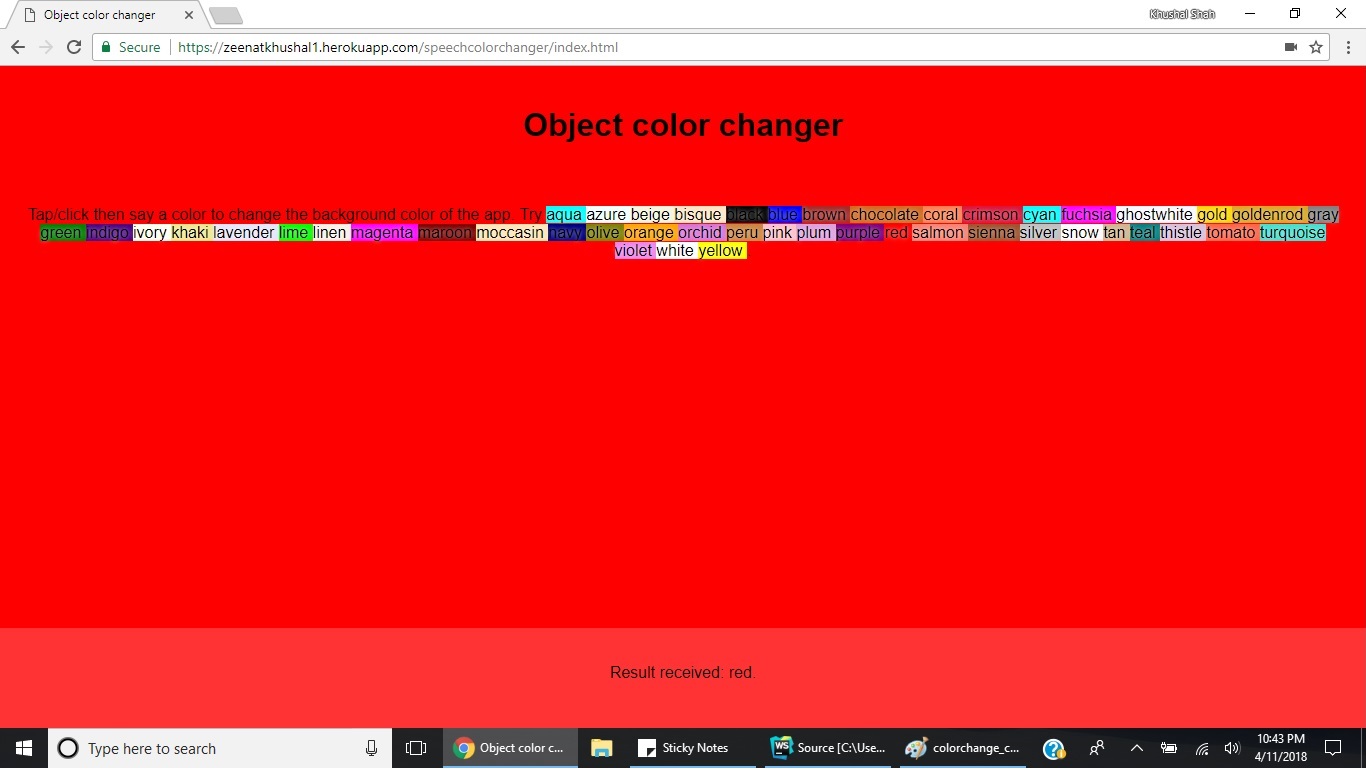 Object color changer
Khushal Shah
Secure | https://zeenatkhushal1.herokuapp.com/speechcolorchanger/index.html
Object color changer
Tap/click then say a color to change the background color of the app. Try aqua azure beige bisque black blue brown chocolate coral crimson cyan fuchsia ghostwhite gold goldenrod gray
green indigo ivory khaki lavender lime linen magenta maroon moccasin navy olive orange orchid peru pink plum purple red salmon sienna silver snow tan teal thistle tomato turquoise
violet white yellow
Result received: red.
Type here to search
Object color c...
Sticky Notes
WS Source [C:\Use...
colorchange_c...
10:43 PM
4/11/2018